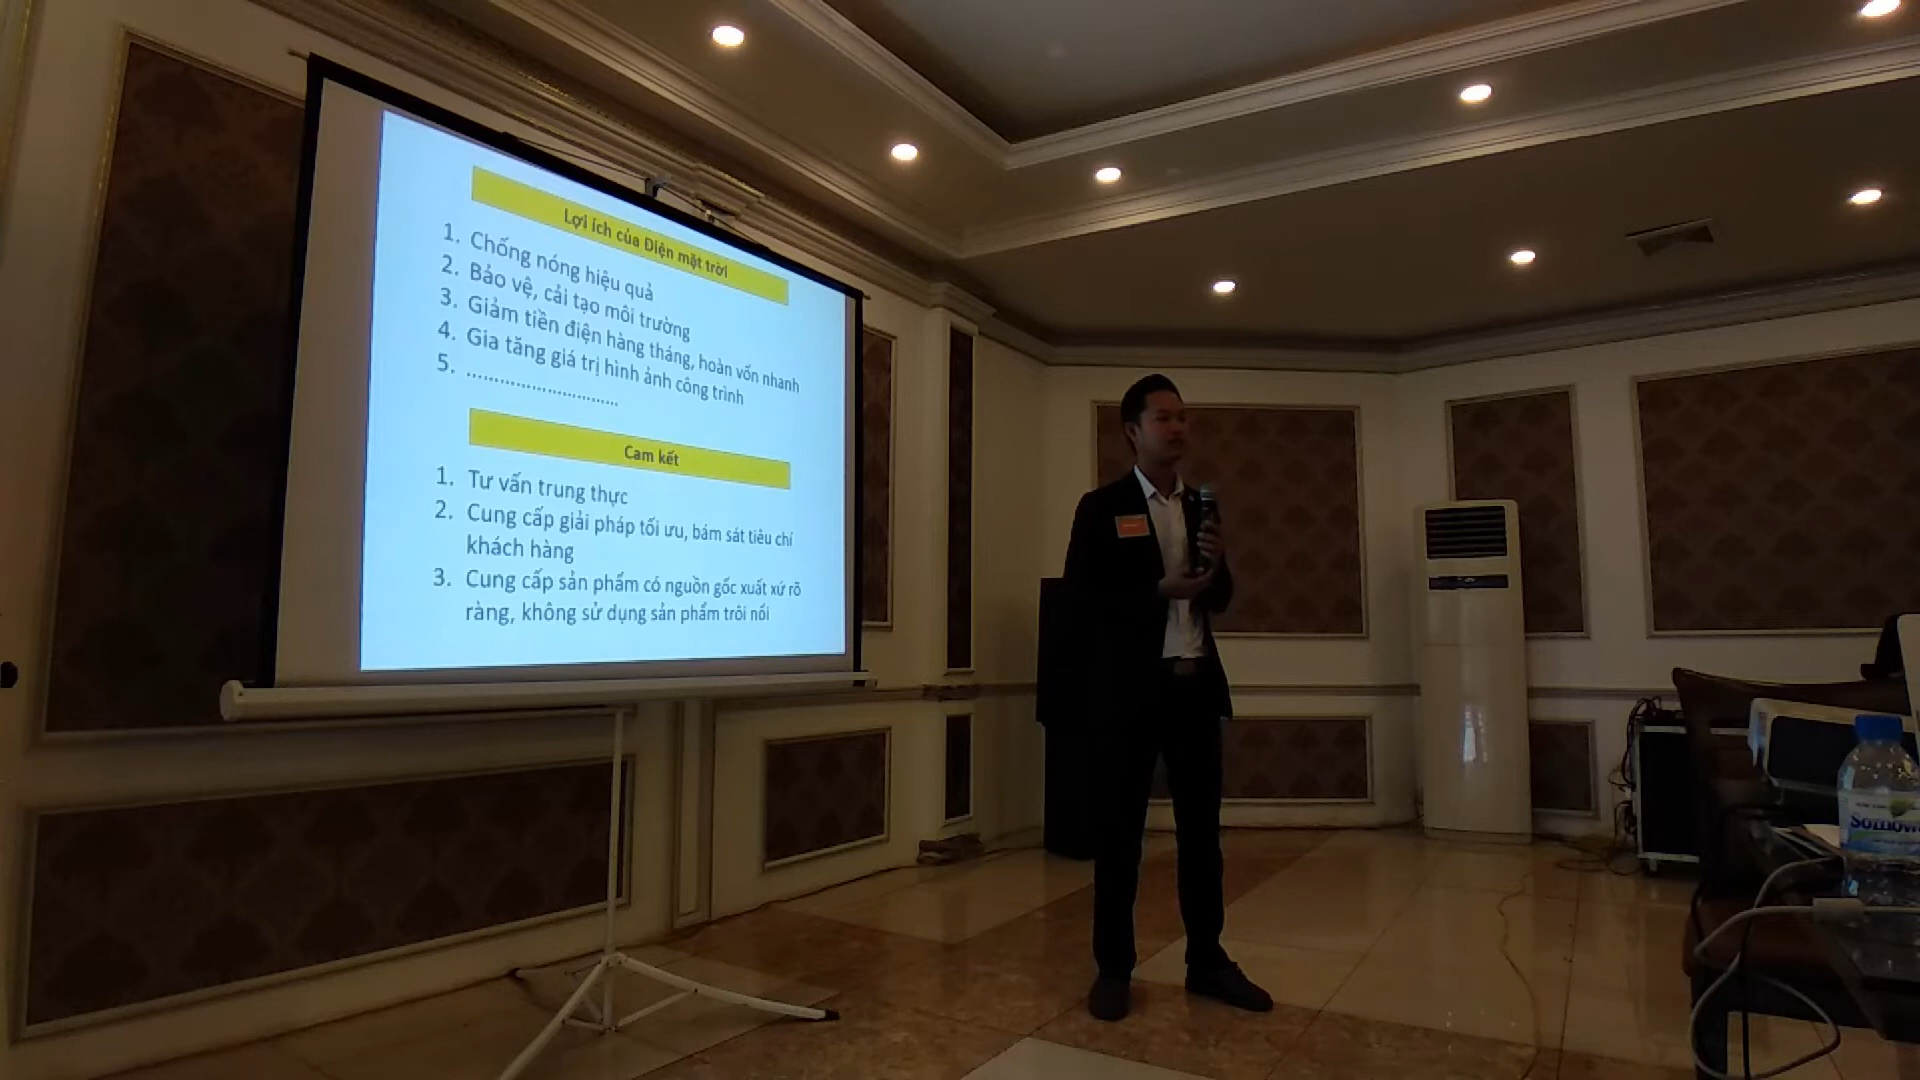 Lợi ích của Điện mặt trời
1. Chống nóng hiệu quả
2. Bảo vệ, cải tạo môi trường
3. Giảm tiền điện hàng tháng, hoàn vốn nhanh
4. Gia tăng giá trị hình ảnh công trình
5. ..............................
Cam kết
1. Tư vấn trung thực
2. Cung cấp giải pháp tối ưu, bám sát tiêu chí
khách hàng
3. Cung cấp sản phẩm có nguồn gốc xuất xứ rõ
ràng, không sử dụng sản phẩm trôi nổi